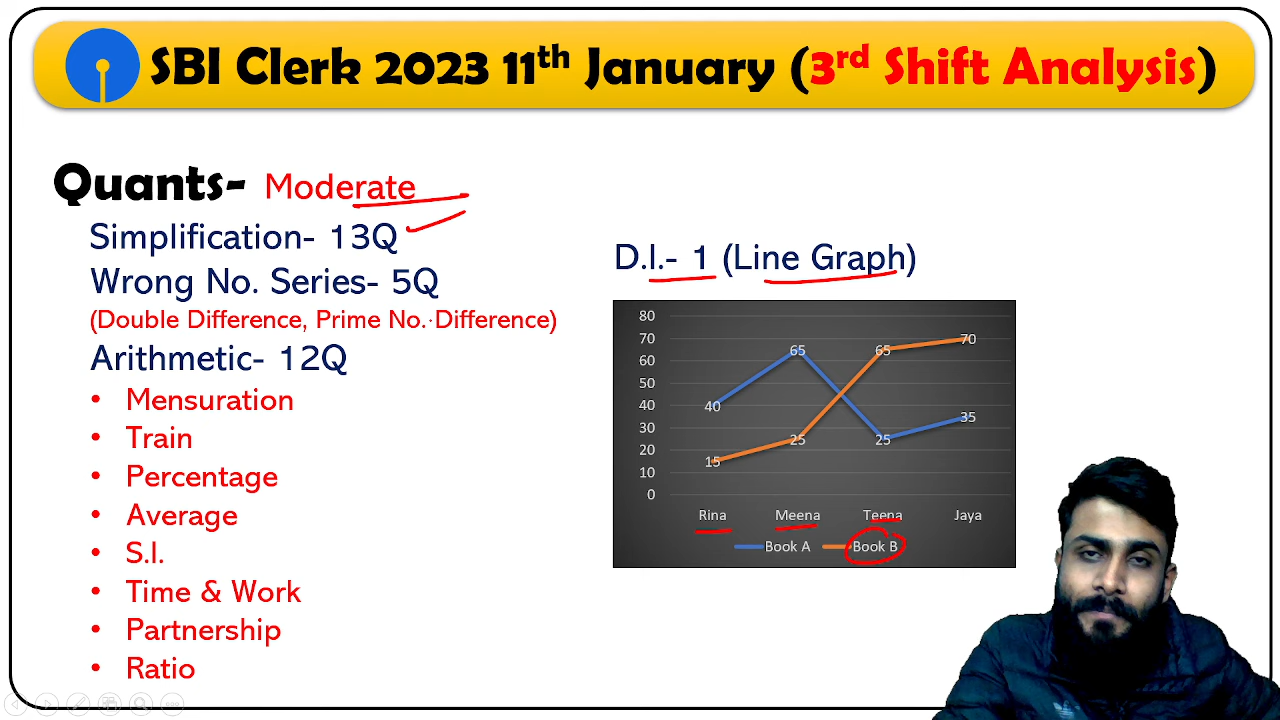 SBI Clerk 2023 11th January (3rd Shift Analysis)
Quants- Moderate
Simplification- 13Q
Wrong No. Series- 5Q
(Double Difference, Prime No. Difference)
Arithmetic- 12Q
• Mensuration
• Train
• Percentage
• Average
• S.I.
• Time & Work
• Partnership
• Ratio
D.I.- 1 (Line Graph)
80
70
60
50
40
30
20
10
0
40 65 25 35
15 25 65 70
Rina Meena Teena Jaya
Book A Book B